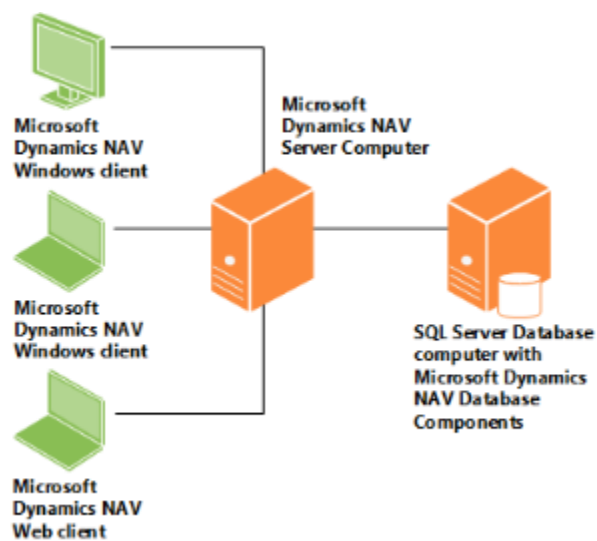 Microsoft
Dynamics NAV
Windows client
Microsoft
Dynamics NAV
Server Computer
Microsoft
Dynamics NAV
Windows client
SQL Server Database
computer with
Microsoft Dynamics
NAV Database
Components
Microsoft
Dynamics NAV
Web client